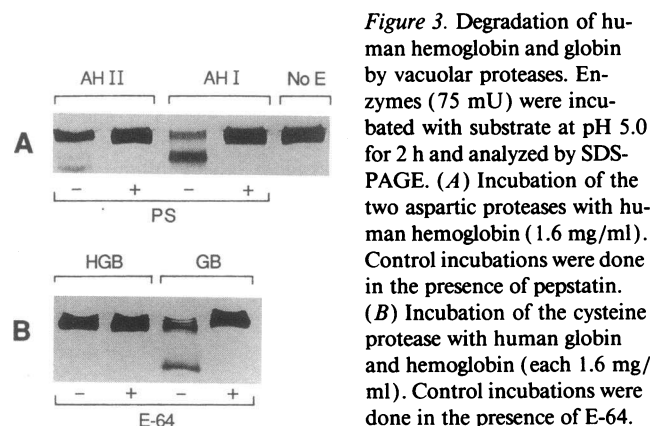 AH II AH I No E
A
– + – +
PS
HGB GB
B
– + – +
E-64
Figure 3. Degradation of hu-
man hemoglobin and globin
by vacuolar proteases. En-
zymes (75 mU) were incu-
bated with substrate at pH 5.0
for 2 h and analyzed by SDS-
PAGE. (A) Incubation of the
two aspartic proteases with hu-
man hemoglobin (1.6 mg/ml).
Control incubations were done
in the presence of pepstatin.
(B) Incubation of the cysteine
protease with human globin
and hemoglobin (each 1.6 mg/
ml). Control incubations were
done in the presence of E-64.